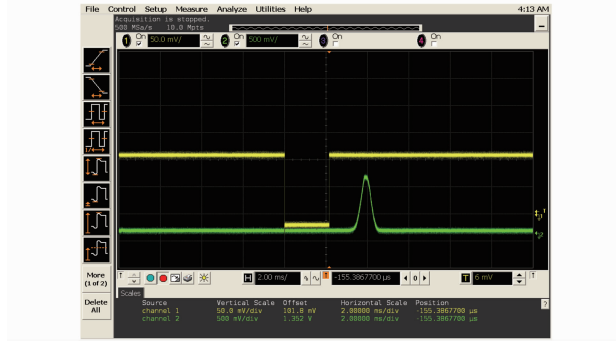 File Control Setup Measure Analyze Utilities Help 4:13 AM
Acquisition is stopped.
500 MSa/s 10.0 Mpts
1 On 50.0 mV/ 2 On 500 mV/ 3 On 4 On
More
(1 of 2)
Delete
All
H 2.00 ms/ -155.3867700 µs 0 T 6 mV
Scales
Source Vertical Scale Offset Horizontal Scale Position
channel 1 50.0 mV/div 101.8 mV 2.00000 ms/div -155.3867700 µs
channel 2 500 mV/div 1.352 V 2.00000 ms/div -155.3867700 µs
?